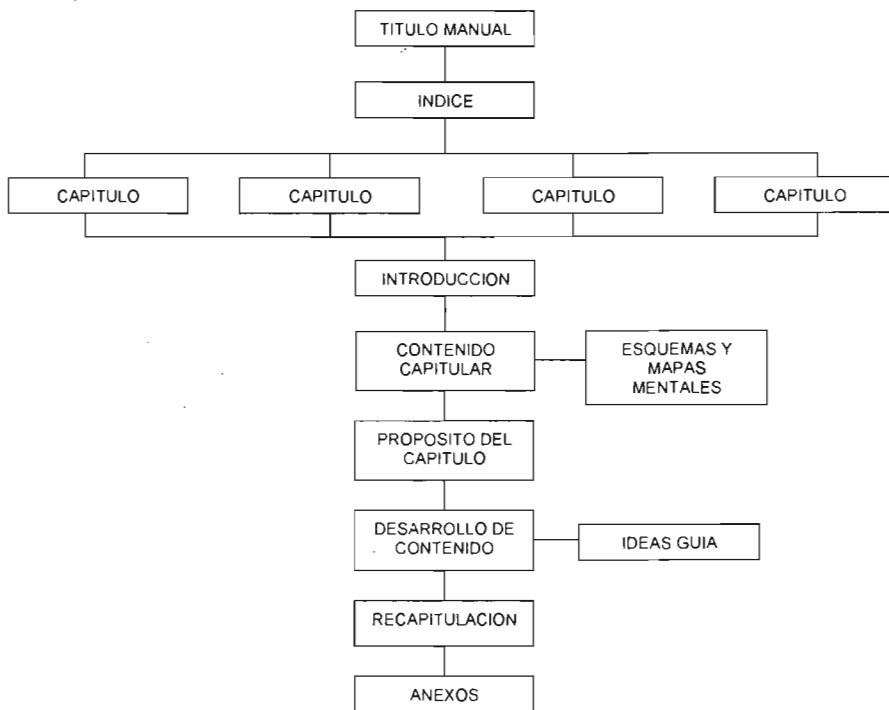 TITULO MANUAL
INDICE
CAPITULO
CAPITULO
CAPITULO
CAPITULO
INTRODUCCION
CONTENIDO
CAPITULAR
ESQUEMAS Y
MAPAS
MENTALES
PROPOSITO DEL
CAPITULO
DESARROLLO DE
CONTENIDO
IDEAS GUIA
RECAPITULACION
ANEXOS